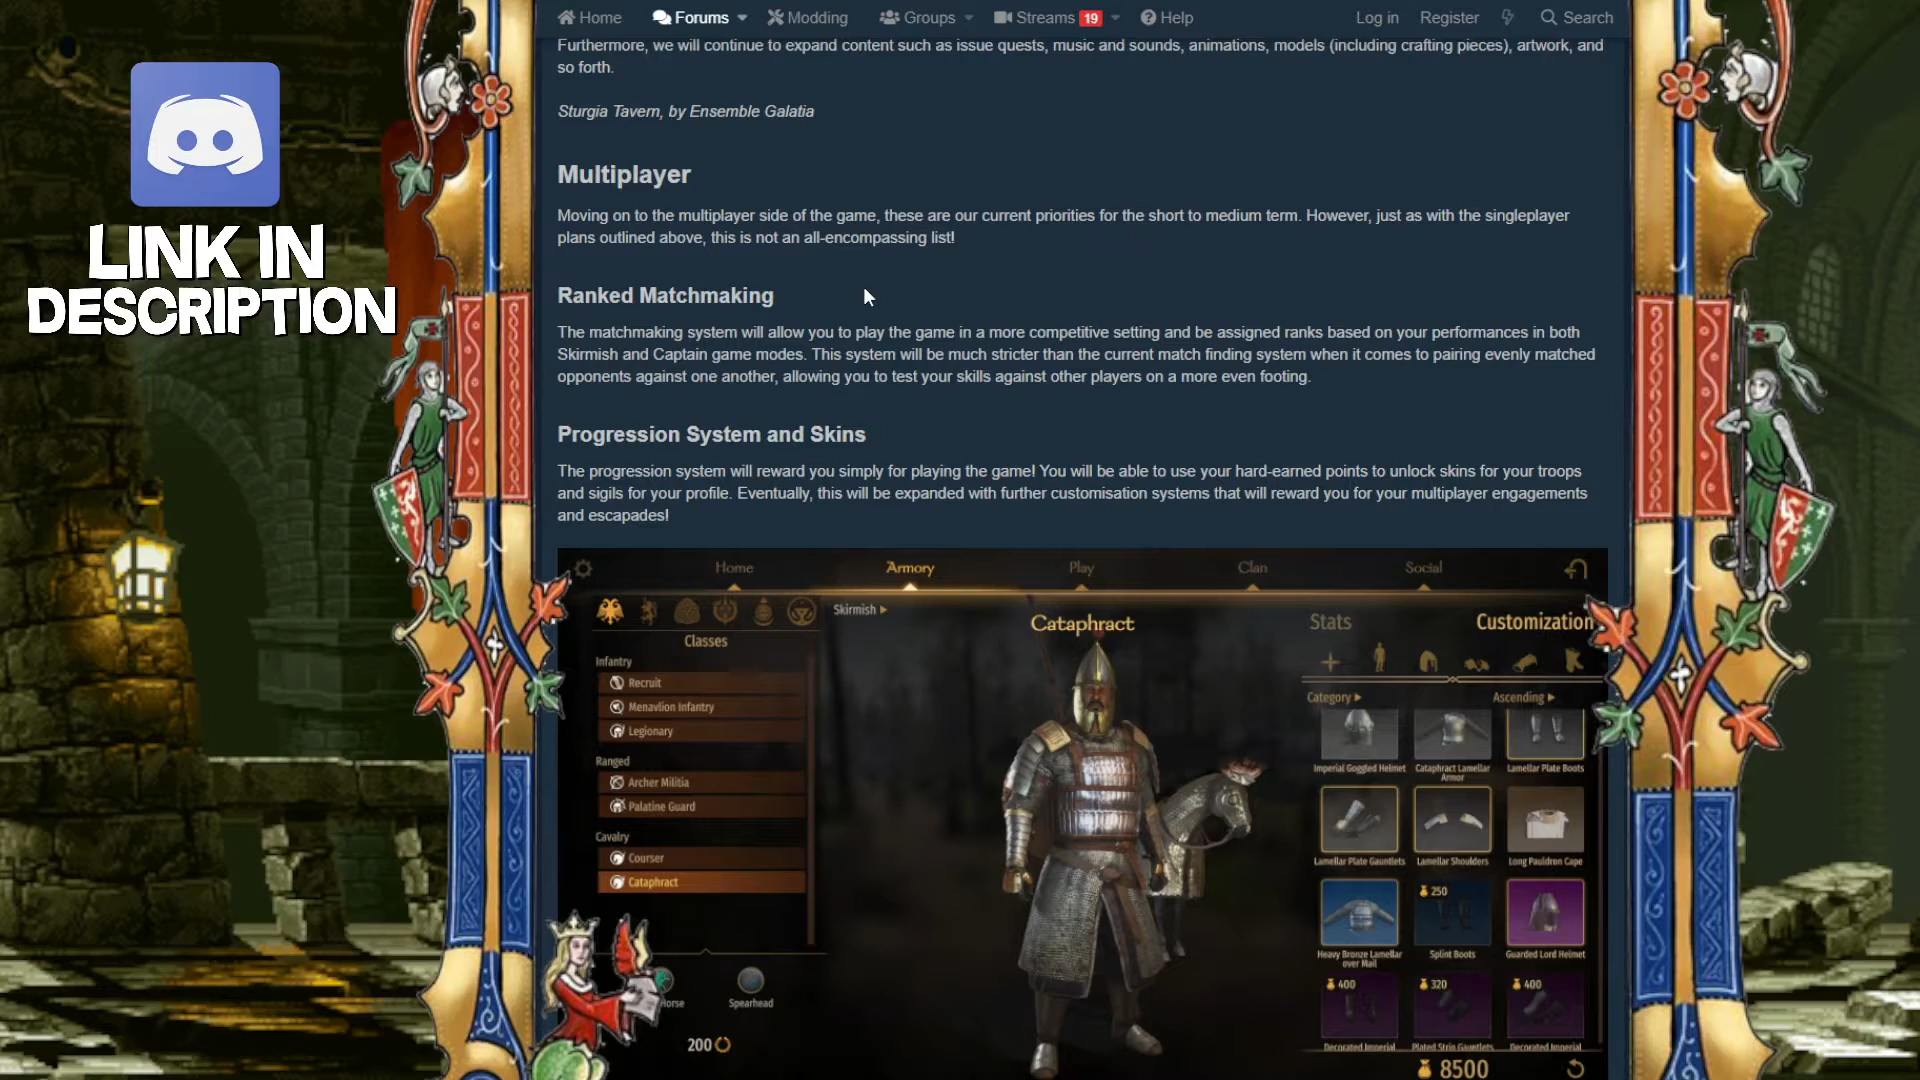 Home
Forums
Modding
Groups
Streams 19
Help
Log in
Register
Search
Furthermore, we will continue to expand content such as issue quests, music and sounds, animations, models (including crafting pieces), artwork, and
so forth.
Sturgia Tavern, by Ensemble Galatia
LINK IN
DESCRIPTION
Multiplayer
Moving on to the multiplayer side of the game, these are our current priorities for the short to medium term. However, just as with the singleplayer
plans outlined above, this is not an all-encompassing list!
Ranked Matchmaking
The matchmaking system will allow you to play the game in a more competitive setting and be assigned ranks based on your performances in both
Skirmish and Captain game modes. This system will be much stricter than the current match finding system when it comes to pairing evenly matched
opponents against one another, allowing you to test your skills against other players on a more even footing.
Progression System and Skins
The progression system will reward you simply for playing the game! You will be able to use your hard-earned points to unlock skins for your troops
and sigils for your profile. Eventually, this will be expanded with further customisation systems that will reward you for your multiplayer engagements
and escapades!
Home
Armory
Play
Clan
Social
Skirmish
Classes
Infantry
Recruit
Menavlion Infantry
Legionary
Ranged
Archer Militia
Palatine Guard
Cavalry
Courser
Cataphract
Horse
Spearhead
200
Cataphract
Stats
Customization
Category
Ascending
Imperial Goggled Helmet
Cataphract Lamellar
Armor
Lamellar Plate Boots
Lamellar Plate Gauntlets
Lamellar Shoulders
Long Pauldron Cape
250
Heavy Bronze Lamellar
over Mail
Splint Boots
Guarded Lord Helmet
400
320
400
Decorated Imperial
Plated Strip Gauntlets
Decorated Imperial
8500